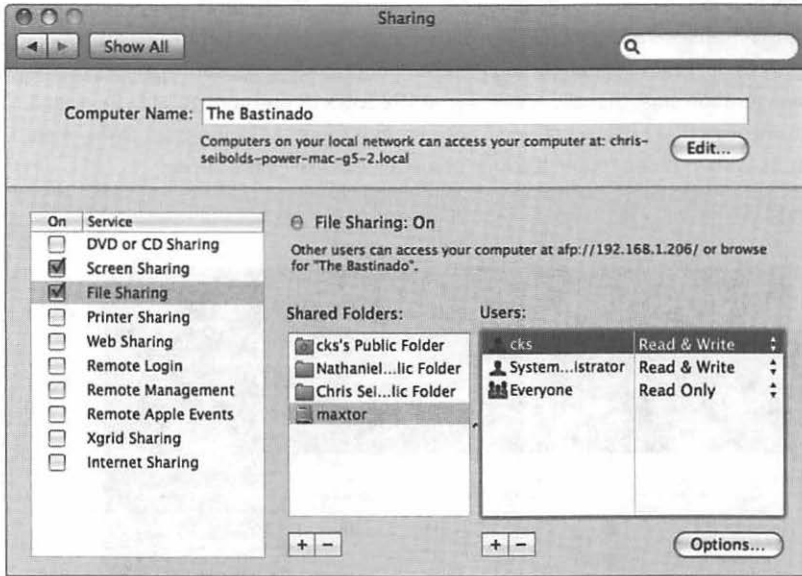 Sharing
Show All
Computer Name: The Bastinado
Computers on your local network can access your computer at: chris-
seibolds-power-mac-g5-2.local
Edit...
On Service
DVD or CD Sharing
Screen Sharing
File Sharing
Printer Sharing
Web Sharing
Remote Login
Remote Management
Remote Apple Events
Xgrid Sharing
Internet Sharing
File Sharing: On
Other users can access your computer at afp://192.168.1.206/ or browse
for "The Bastinado".
Shared Folders:
cks's Public Folder
Nathaniel...lic Folder
Chris Sei...lic Folder
maxtor
Users:
cks Read & Write
System...istrator Read & Write
Everyone Read Only
+ −
+ −
Options...